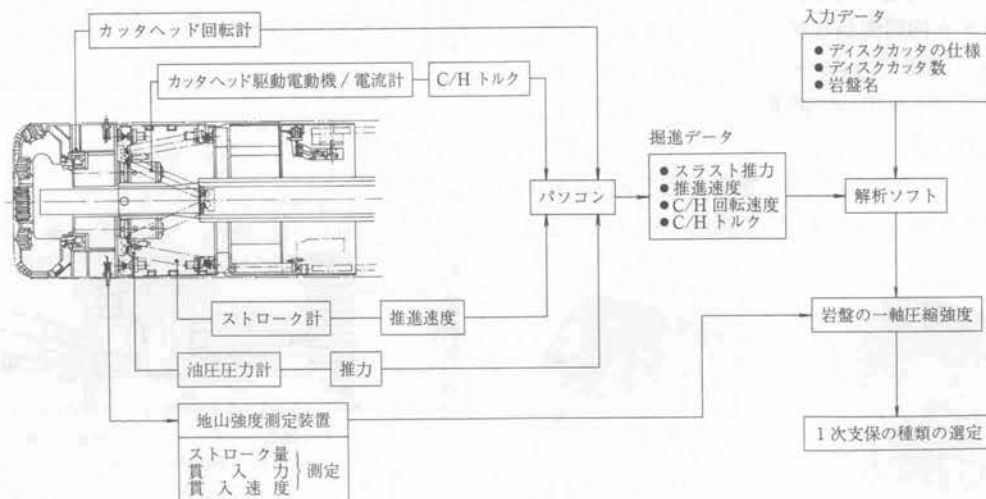 カッタヘッド回転計
カッタヘッド駆動電動機/電流計
C/H トルク
入力データ
● ディスクカッタの仕様
● ディスクカッタ数
● 岩盤名
パソコン
掘進データ
● スラスト推力
● 推進速度
● C/H 回転速度
● C/H トルク
解析ソフト
ストローク計
推進速度
油圧圧力計
推力
岩盤の一軸圧縮強度
地山強度測定装置
ストローク量
貫入力
貫入速度
測定
1次支保の種類の選定